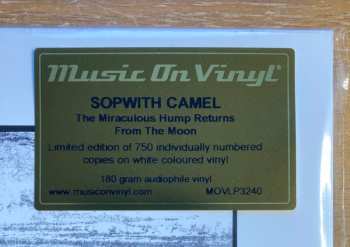 Music On Vinyl®
SOPWITH CAMEL
The Miraculous Hump Returns
From The Moon
Limited edition of 750 individually numbered
copies on white coloured vinyl
180 gram audiophile vinyl
www.musiconvinyl.com MOVLP3240